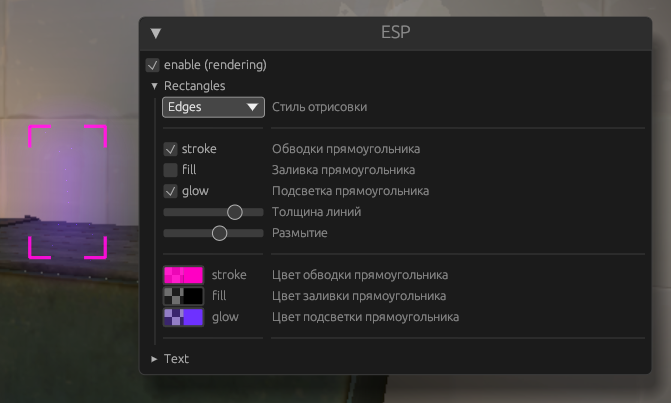 ESP
enable (rendering)
Rectangles
Edges Стиль отрисовки
stroke Обводки прямоугольника
fill Заливка прямоугольника
glow Подсветка прямоугольника
Толщина линий
Размытие
stroke Цвет обводки прямоугольника
fill Цвет заливки прямоугольника
glow Цвет подсветки прямоугольника
Text